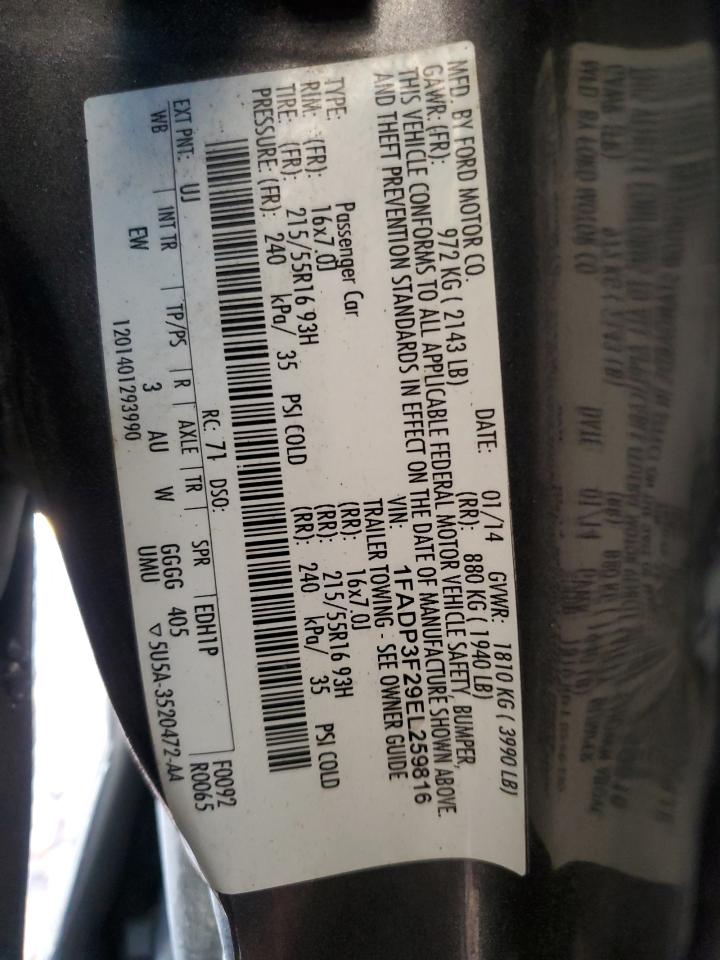 MFD. BY FORD MOTOR CO. DATE: 01/14 GVWR: 1810 KG ( 3990 LB)
GAWR: (FR): 972 KG ( 2143 LB) (RR): 880 KG ( 1940 LB)
THIS VEHICLE CONFORMS TO ALL APPLICABLE FEDERAL MOTOR VEHICLE SAFETY, BUMPER,
AND THEFT PREVENTION STANDARDS IN EFFECT ON THE DATE OF MANUFACTURE SHOWN ABOVE.
VIN: 1FADP3F29EL259816
TYPE: Passenger Car TRAILER TOWING - SEE OWNER GUIDE
RIM: (FR): 16x7.0J (RR): 16x7.0J
TIRE: (FR): 215/55R16 93H (RR): 215/55R16 93H
PRESSURE: (FR): 240 kPa/ 35 PSI COLD (RR): 240 kPa/ 35 PSI COLD
EXT PNT: UJ RC: 71 DSO: F0092
WB | INT TR | TP/PS | R | AXLE | TR | SPR EDH1P R0065
EW 3 AU W GGGG 405
UMU
1201401293990 ▽5U5A-3520472-AA